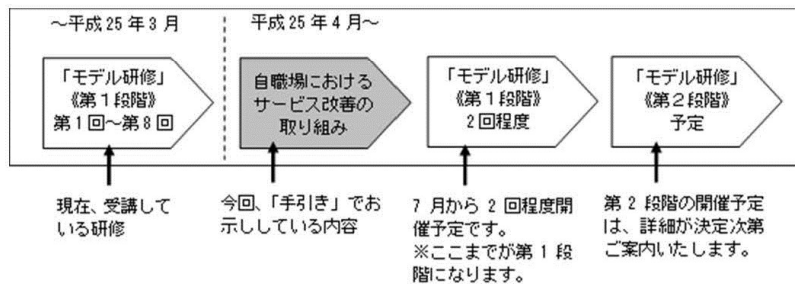 ～平成25年3月
平成25年4月～
「モデル研修」
《第1段階》
第1回～第8回
自職場における
サービス改善の
取り組み
「モデル研修」
《第1段階》
2回程度
「モデル研修」
《第2段階》
予定
現在、受講して
いる研修
今回、「手引き」でお
示ししている内容
7月から2回程度開
催予定です。
※ここまでが第1段
階になります。
第2段階の開催予定
は、詳細が決定次第
ご案内いたします。